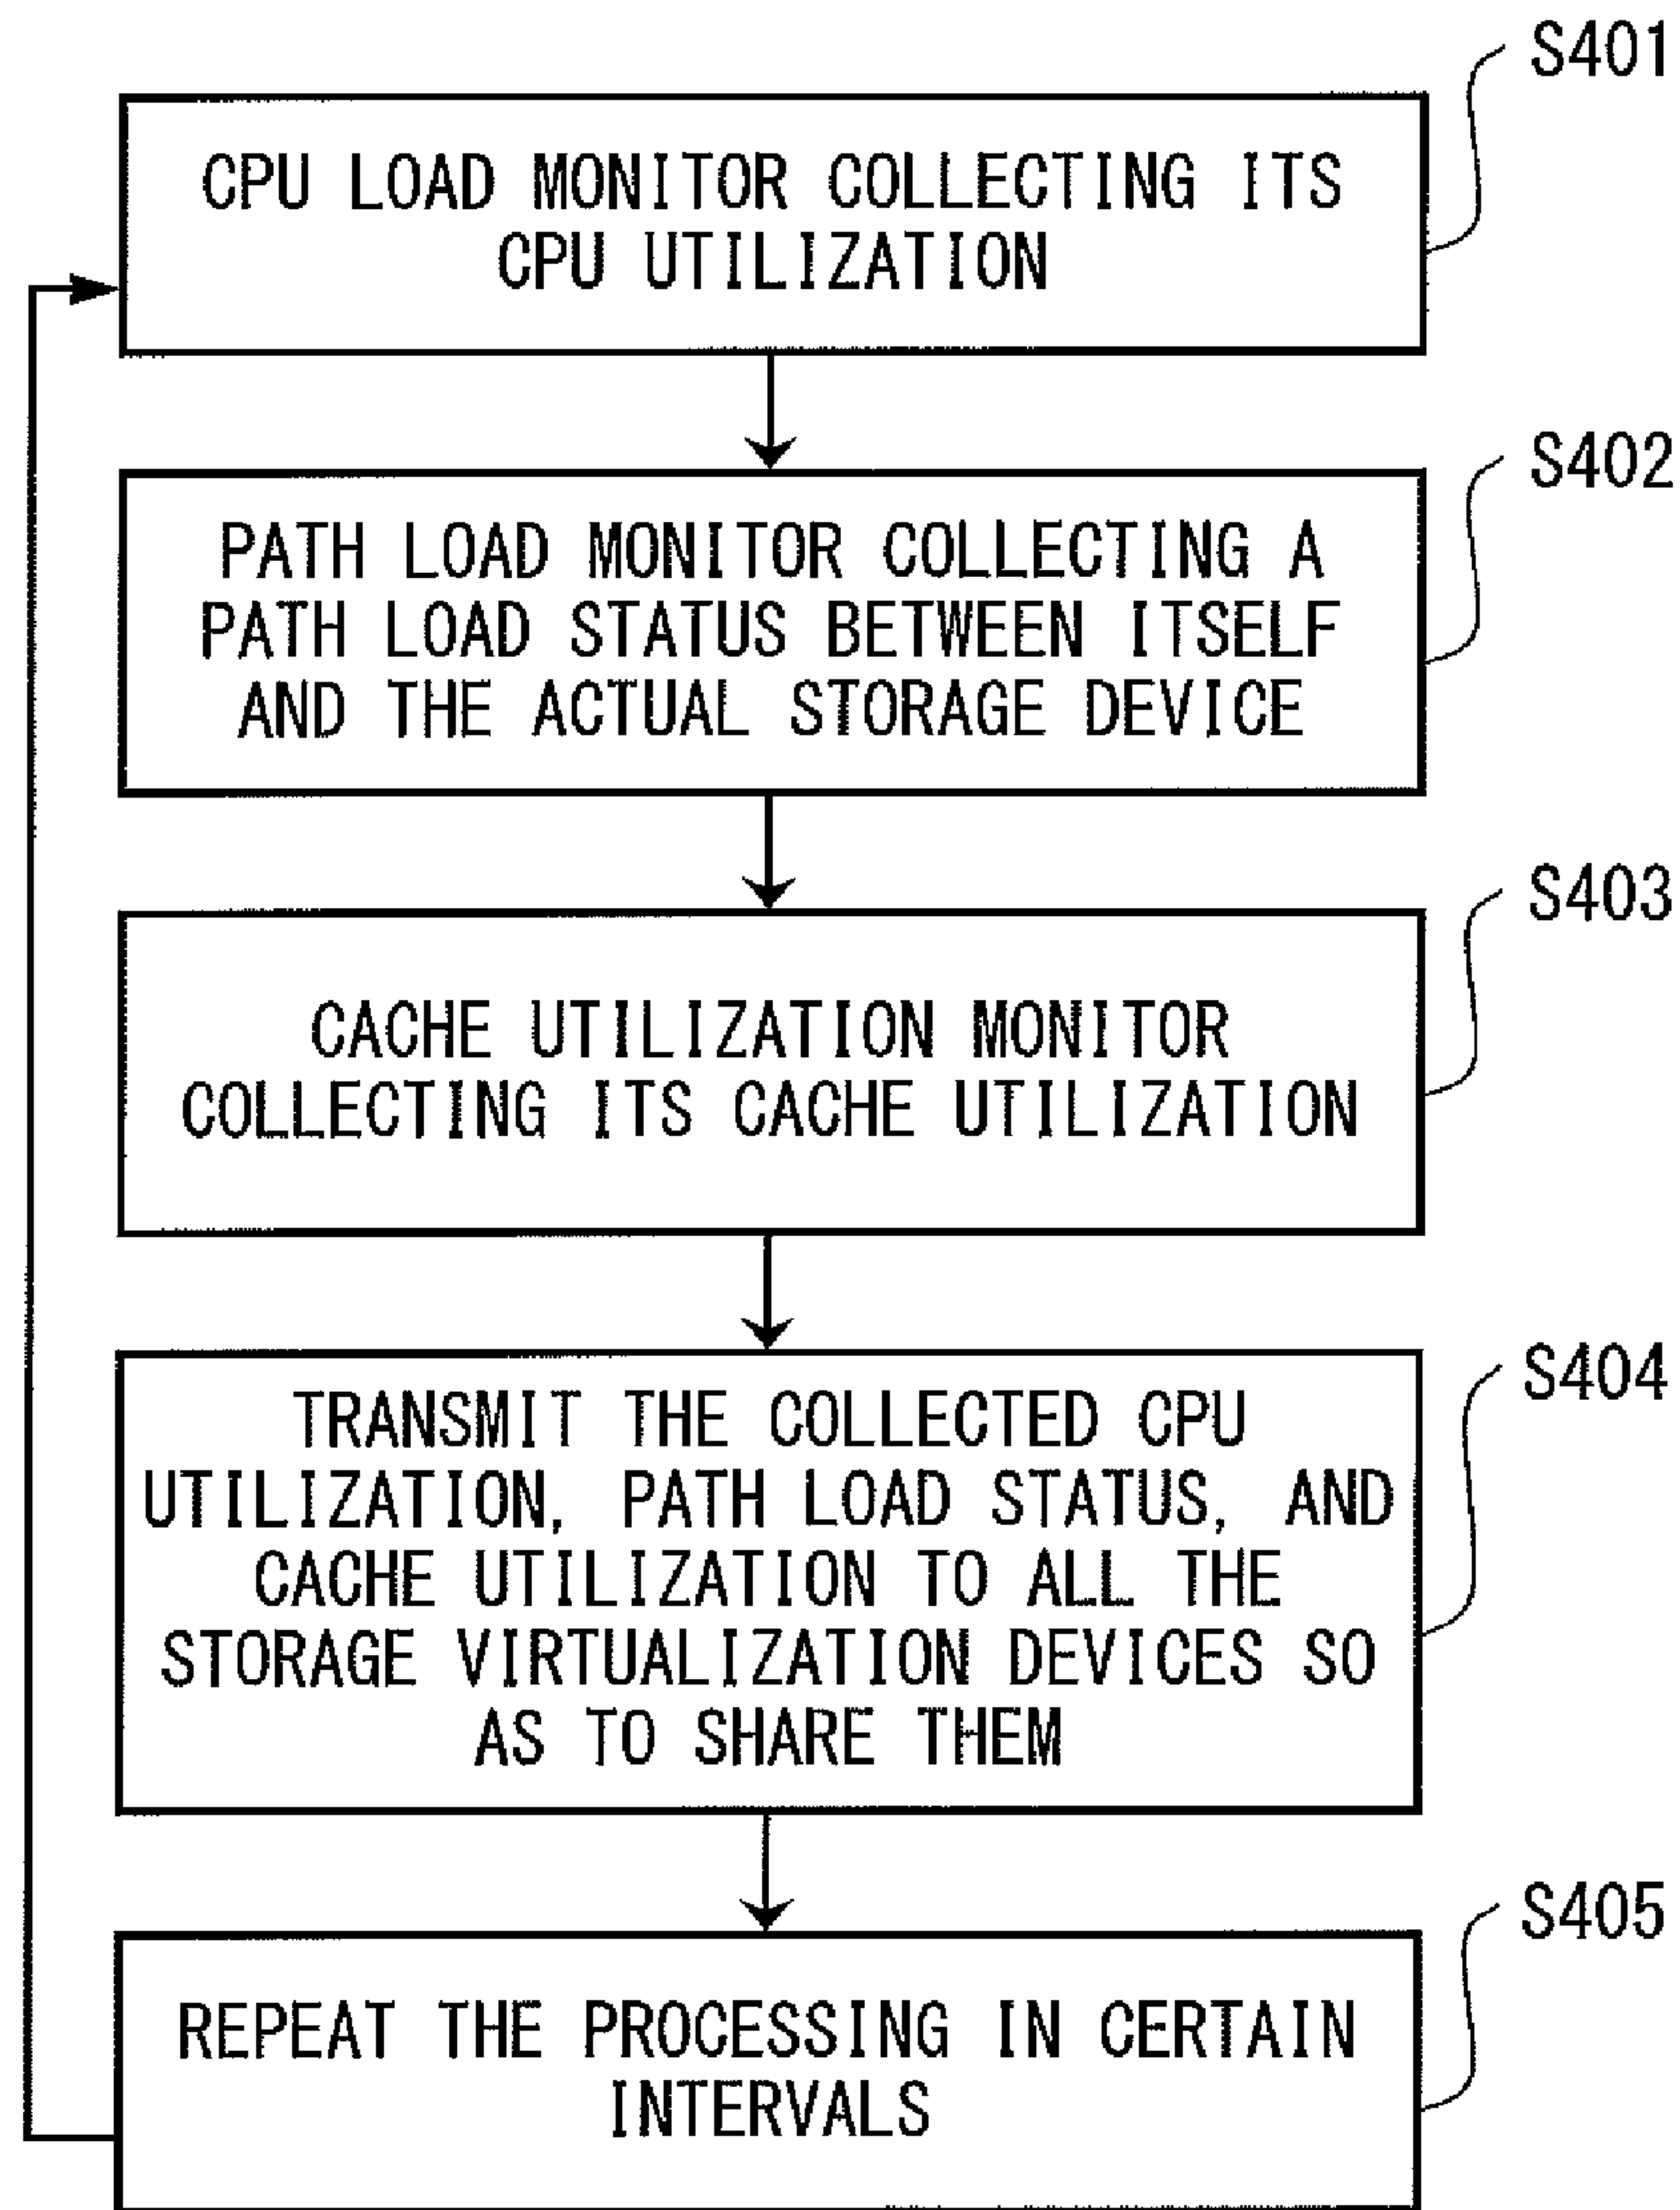 S401
CPU LOAD MONITOR COLLECTING ITS
CPU UTILIZATION
S402
PATH LOAD MONITOR COLLECTING A
PATH LOAD STATUS BETWEEN ITSELF
AND THE ACTUAL STORAGE DEVICE
S403
CACHE UTILIZATION MONITOR
COLLECTING ITS CACHE UTILIZATION
S404
TRANSMIT THE COLLECTED CPU
UTILIZATION, PATH LOAD STATUS, AND
CACHE UTILIZATION TO ALL THE
STORAGE VIRTUALIZATION DEVICES SO
AS TO SHARE THEM
S405
REPEAT THE PROCESSING IN CERTAIN
INTERVALS